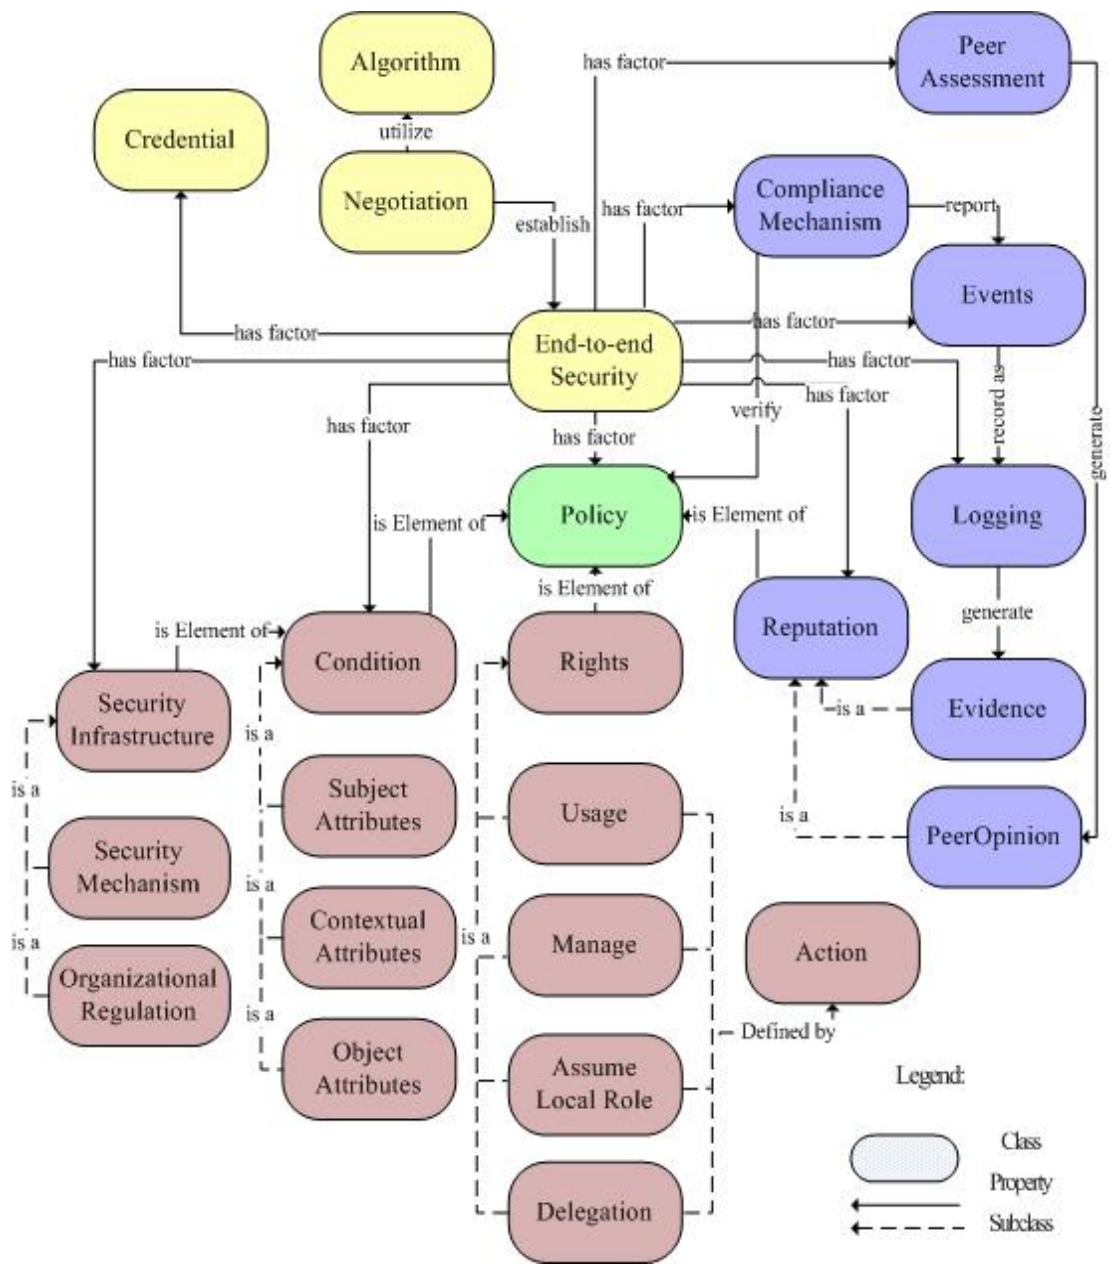 Algorithm
utilize
Negotiation
Credential
establish
has factor
Peer
Assessment
has factor
Compliance
Mechanism
report
Events
generate
has factor
has factor
End-to-end
Security
has factor
has factor
has factor
has factor
verify
record as
has factor
has factor
is Element of
Policy
is Element of
Logging
is Element of
generate
is Element of
Condition
Rights
Reputation
Security
Infrastructure
is a
is a
Evidence
is a
Subject
Attributes
Usage
is a
PeerOpinion
Security
Mechanism
is a
is a
Contextual
Attributes
is a
Manage
Action
Organizational
Regulation
is a
Object
Attributes
Defined by
Assume
Local Role
Delegation
Legend:
Class
Property
Subclass